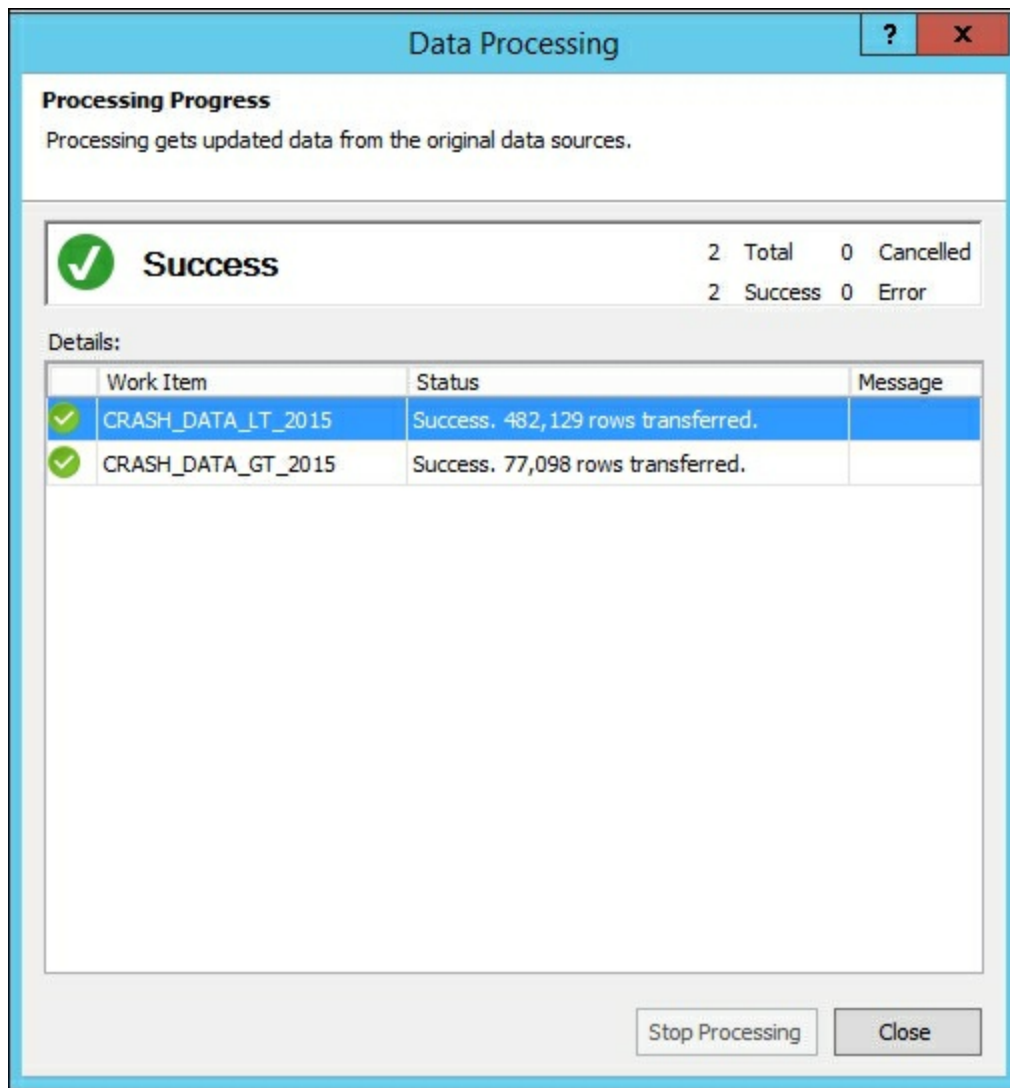 Data Processing ? x
Processing Progress
Processing gets updated data from the original data sources.
Success 2 Total 0 Cancelled
2 Success 0 Error
Details:
Work Item Status Message
CRASH_DATA_LT_2015 Success. 482,129 rows transferred.
CRASH_DATA_GT_2015 Success. 77,098 rows transferred.
Stop Processing Close